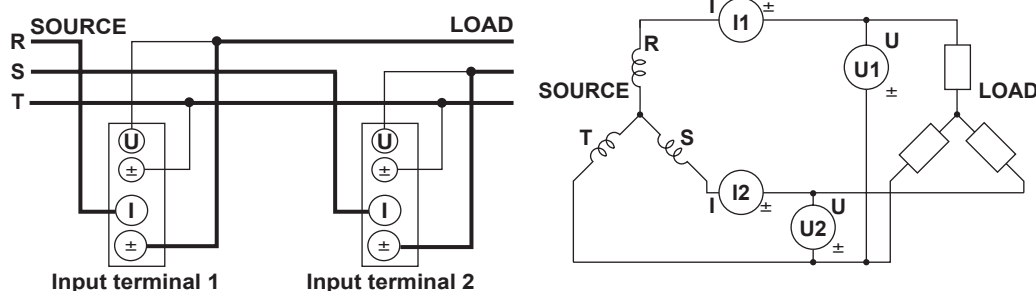 SOURCE
LOAD
R
S
T
U
±
I
±
U
±
I
±
Input terminal 1
Input terminal 2
I
I1
±
R
U
U1
±
SOURCE
LOAD
T
S
I
I2
±
U
U2
±